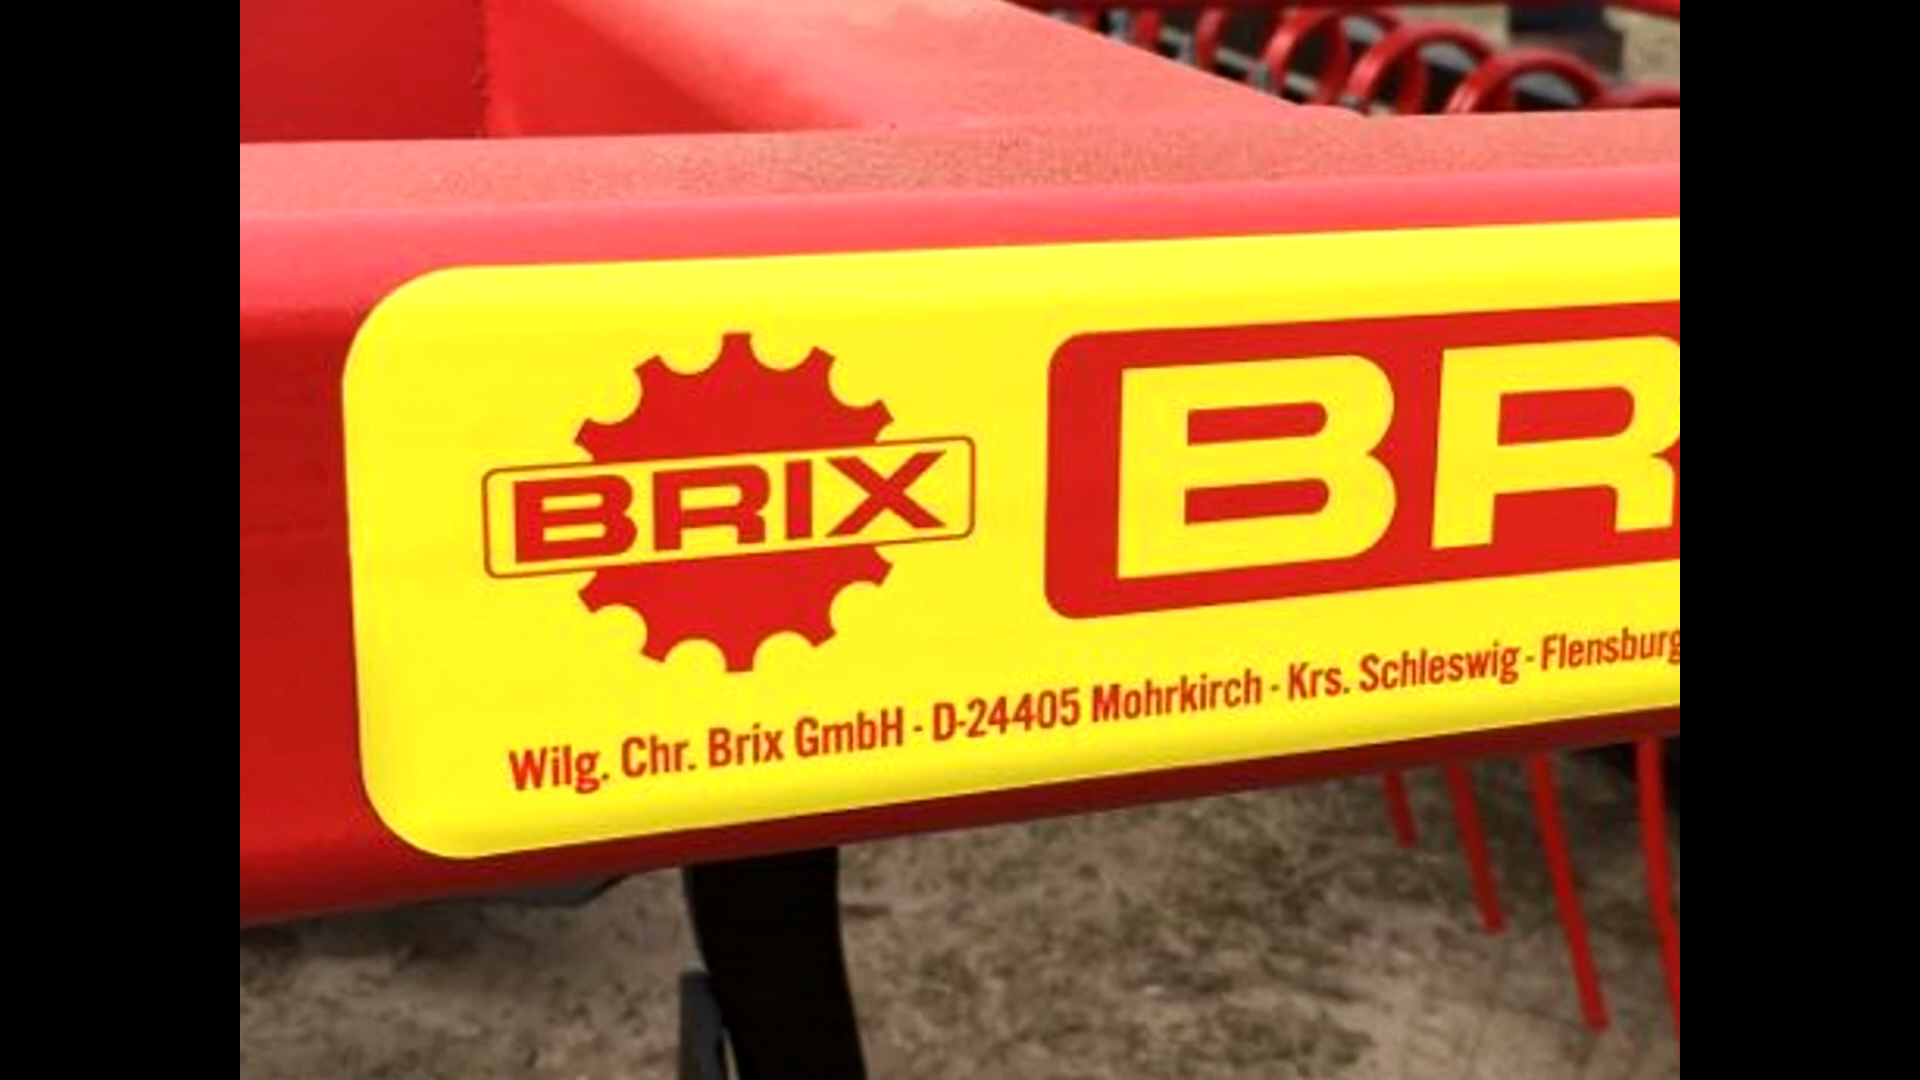 BRIX
BR
Wilg. Chr. Brix GmbH - D-24405 Mohrkirch - Krs. Schleswig - Flensburg